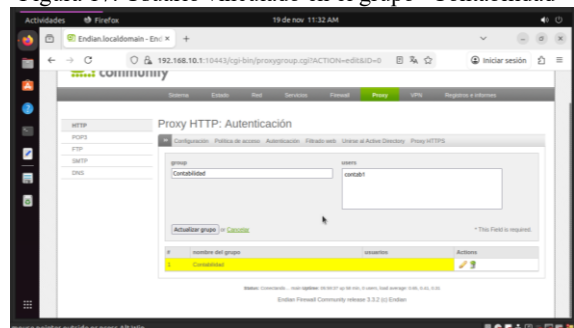 Actividades Firefox 19 de nov 11:32 AM
Endian.localdomain - En
192.168.10.1:10443/cgi-bin/proxygroup.cgi?ACTION=edit&UID=0 Iniciar sesión
community
Sistema Estado Red Servicios Firewall Proxy VPN Registros e informes
HTTP
POP3
FTP
SMTP
DNS
Proxy HTTP: Autenticación
Configuración Política de acceso Autenticación Filtrado web Unirse al Active Directory Proxy HTTPS
group users
Contabilidad contab1
Actualizar grupo or Cancelar * This Field is required.
# nombre del grupo usuarios Actions
1 Contabilidad
Status:
Endian Firewall Community release 3.3.2 (c) Endian